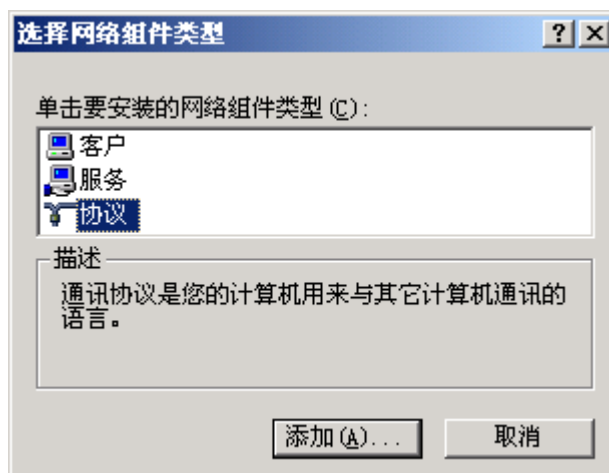 选择网络组件类型
单击要安装的网络组件类型(C):
客户
服务
协议
描述
通讯协议是您的计算机用来与其它计算机通讯的
语言。
添加(A)... 取消